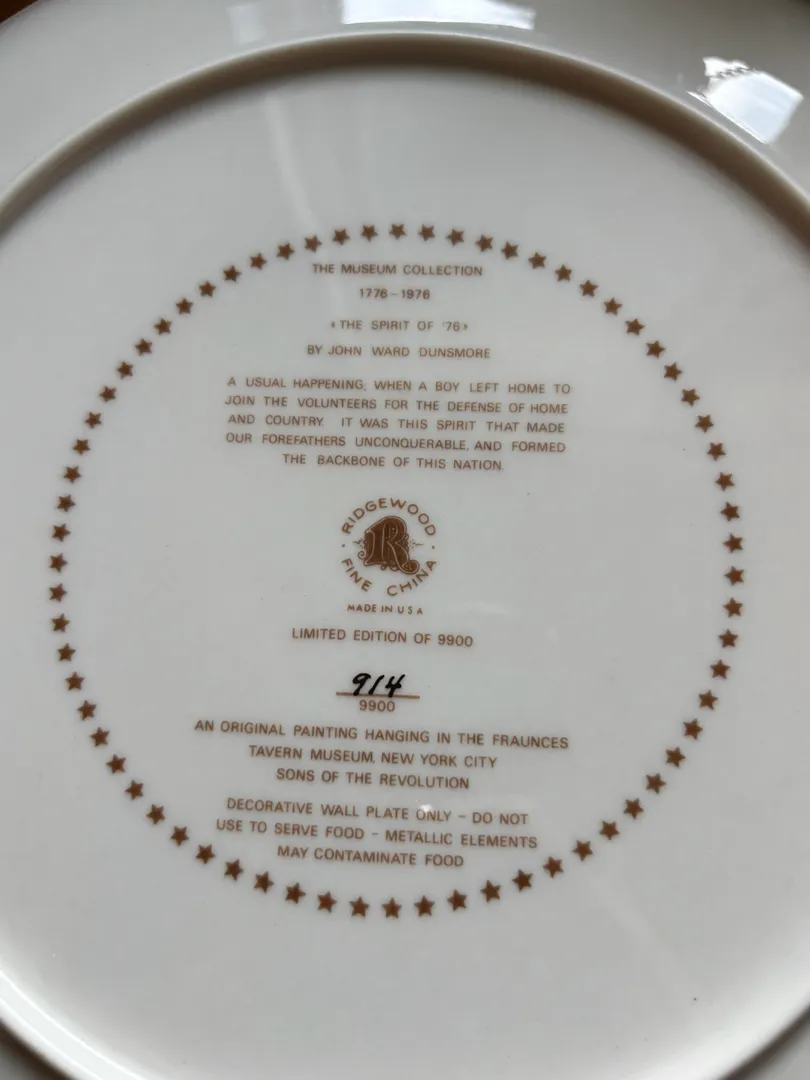 THE MUSEUM COLLECTION
1776-1976
«THE SPIRIT OF '76»
BY JOHN WARD DUNSMORE
A USUAL HAPPENING; WHEN A BOY LEFT HOME TO
JOIN THE VOLUNTEERS FOR THE DEFENSE OF HOME
AND COUNTRY. IT WAS THIS SPIRIT THAT MADE
OUR FOREFATHERS UNCONQUERABLE, AND FORMED
THE BACKBONE OF THIS NATION.
RIDGEWOOD
R
FINE CHINA
MADE IN U S A
LIMITED EDITION OF 9900
914
9900
AN ORIGINAL PAINTING HANGING IN THE FRAUNCES
TAVERN MUSEUM, NEW YORK CITY
SONS OF THE REVOLUTION
DECORATIVE WALL PLATE ONLY - DO NOT
USE TO SERVE FOOD - METALLIC ELEMENTS
MAY CONTAMINATE FOOD